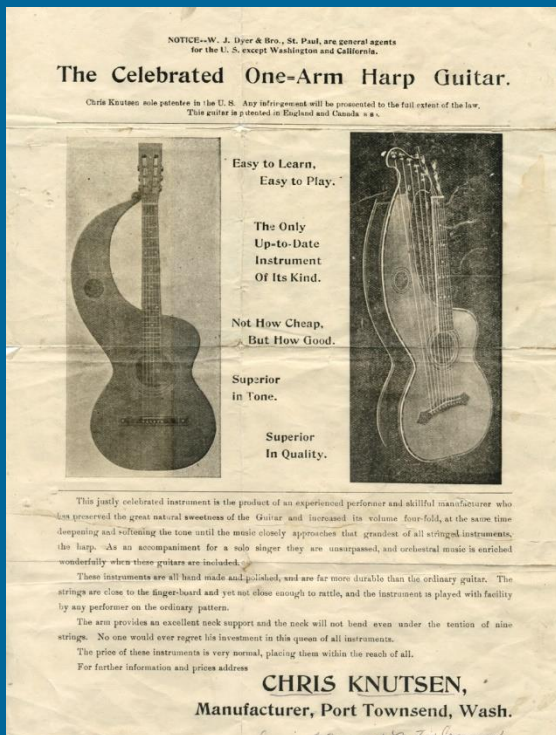 NOTICE--W. J. Dyer & Bro., St. Paul, are general agents
for the U. S. except Washington and California.
The Celebrated One=Arm Harp Guitar.
Chris Knutsen sole patentee in the U. S. Any infringement will be prosecuted to the full extent of the law.
This guitar is patented in England and Canada
Easy to Learn,
Easy to Play.
The Only
Up-to-Date
Instrument
Of Its Kind.
Not How Cheap,
But How Good.
Superior
in Tone.
Superior
In Quality.
This justly celebrated instrument is the product of an experienced performer and skillful manufacturer who
has preserved the great natural sweetness of the Guitar and increased its volume four-fold, at the same time
deepening and softening the tone until the music closely approaches that grandest of all stringed instruments,
the harp. As an accompaniment for a solo singer they are unsurpassed, and orchestral music is enriched
wonderfully when these guitars are included.
These instruments are all hand made and polished, and are far more durable than the ordinary guitar. The
strings are close to the finger-board and yet not close enough to rattle, and the instrument is played with facility
by any performer on the ordinary pattern.
The arm provides an excellent neck support and the neck will not bend even under the tention of nine
strings. No one would ever regret his investment in this queen of all instruments.
The price of these instruments is very normal, placing them within the reach of all.
For further information and prices address
CHRIS KNUTSEN,
Manufacturer, Port Townsend, Wash.